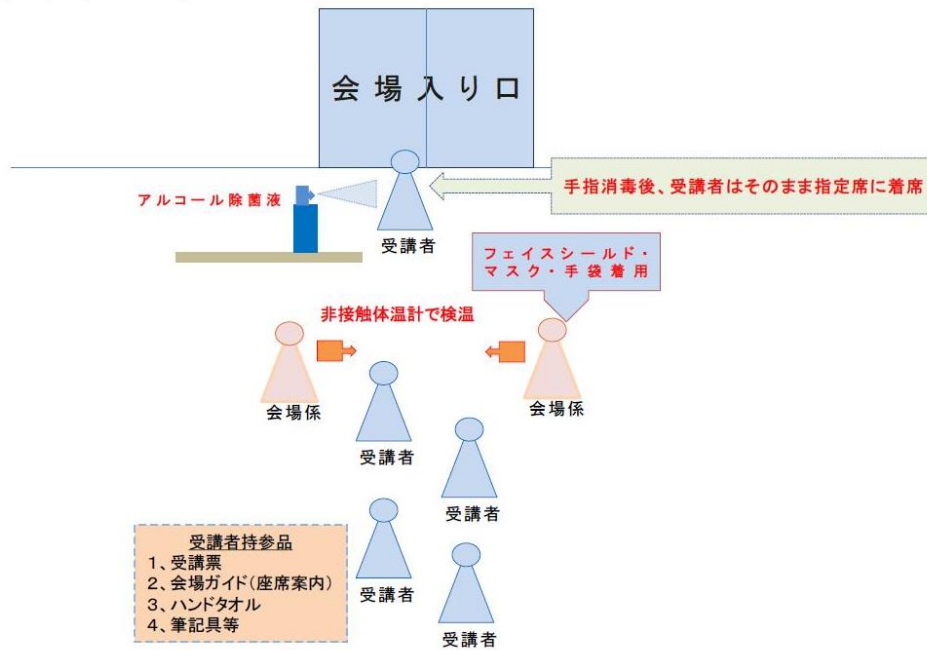 会場入り口
手指消毒後、受講者はそのまま指定席に着席
アルコール除菌液
受講者
フェイスシールド・
マスク・手袋着用
非接触体温計で検温
会場係
会場係
受講者
受講者
受講者持参品
1、受講票
2、会場ガイド(座席案内)
3、ハンドタオル
4、筆記具等
受講者
受講者